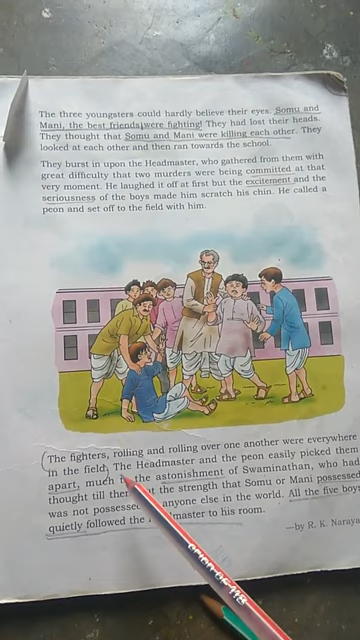 The three youngsters could hardly believe their eyes. Somu and
Mani, the best friends, were fighting! They had lost their heads.
They thought that Somu and Mani were killing each other. They
looked at each other and then ran towards the school.
They burst in upon the Headmaster, who gathered from them with
great difficulty that two murders were being committed at that
very moment. He laughed it off at first but the excitement and the
seriousness of the boys made him scratch his chin. He called a
peon and set off to the field with him.
The fighters, rolling and rolling over one another were everywhere
in the field. The Headmaster and the peon easily picked them
apart, much the astonishment of Swaminathan, who had
thought till the strength that Somu or Mani possessed
was not possessed anyone else in the world. All the five boys
quietly followed the to his room.
—by R. K. Naraya